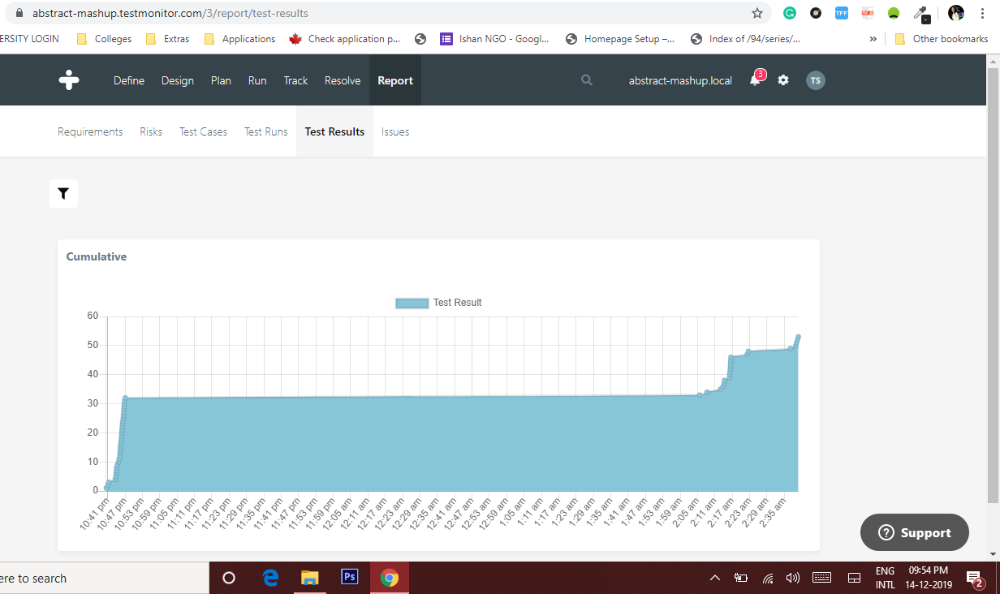 abstract-mashup.testmonitor.com/3/report/test-results
TFF
ERSITY LOGIN Colleges Extras Applications Check application p... Ishan NGO - Googl... Homepage Setup –... Index of /94/series/... » Other bookmarks
Define Design Plan Run Track Resolve Report abstract-mashup.local 3 TS
Requirements Risks Test Cases Test Runs Test Results Issues
Cumulative
Test Result
60
50
40
30
20
10
0
10:41 pm 10:47 pm 10:53 pm 10:59 pm 11:05 pm 11:11 pm 11:17 pm 11:23 pm 11:29 pm 11:35 pm 11:41 pm 11:47 pm 11:53 pm 11:59 pm 12:05 am 12:11 am 12:17 am 12:23 am 12:29 am 12:35 am 12:41 am 12:47 am 12:53 am 12:59 am 1:05 am 1:11 am 1:17 am 1:23 am 1:29 am 1:35 am 1:41 am 1:47 am 1:53 am 1:59 am 2:05 am 2:11 am 2:17 am 2:23 am 2:29 am 2:35 am
? Support
ere to search Ps ENG 09:54 PM
INTL 14-12-2019 2